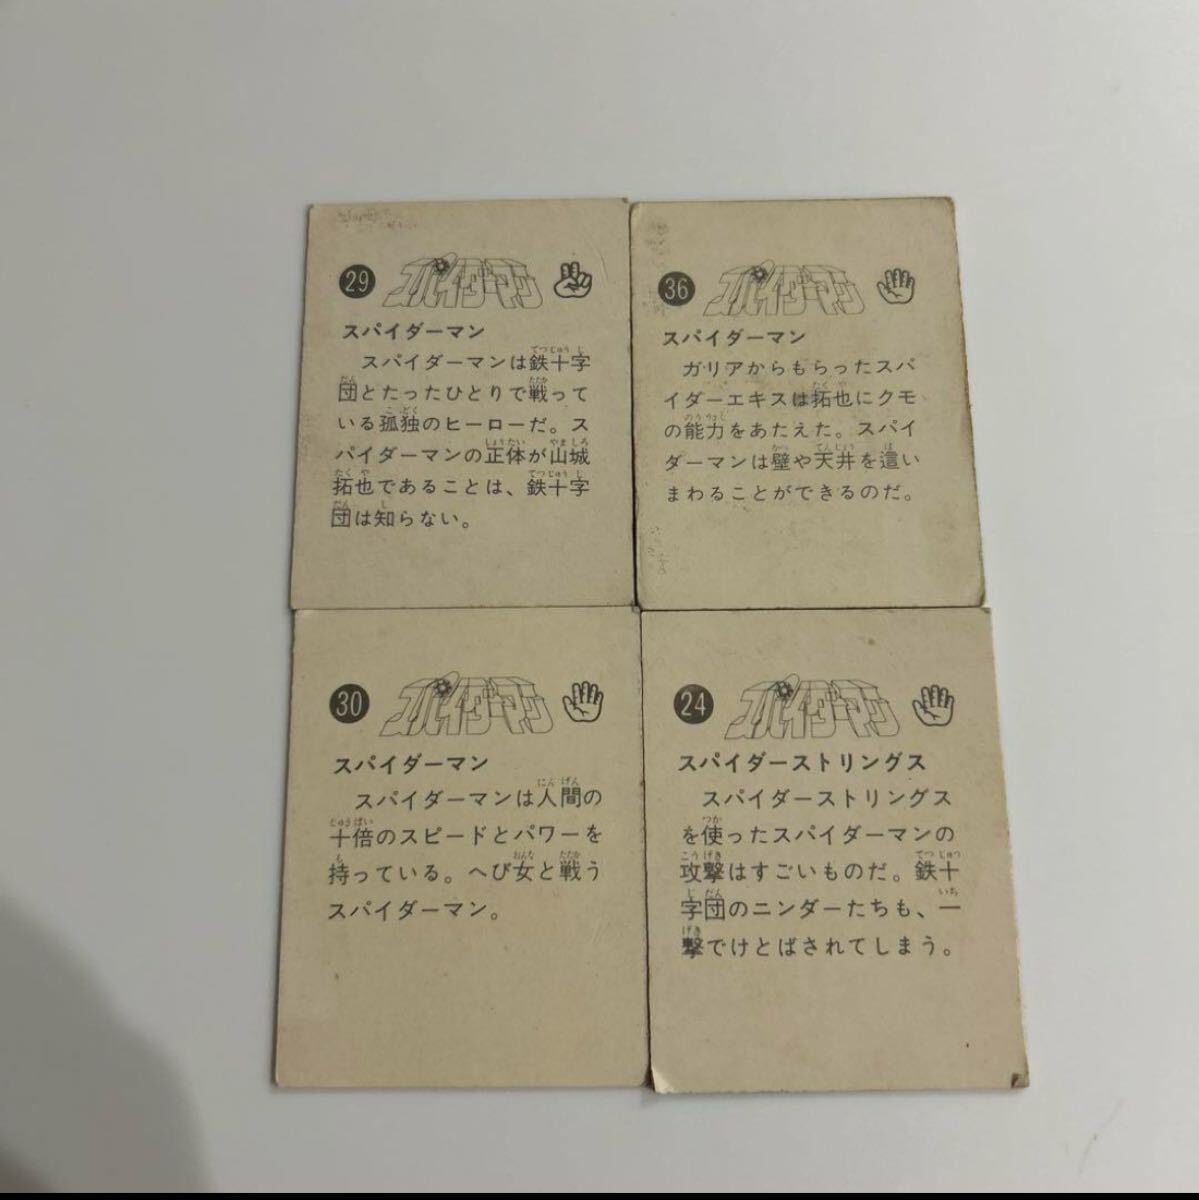 29 スパイダーマン
スパイダーマン
スパイダーマンは鉄十字
団とたったひとりで戦って
いる孤独のヒーローだ。ス
パイダーマンの正体が山城
拓也であることは、鉄十字
団は知らない。
36 スパイダーマン
スパイダーマン
ガリアからもらったスパ
イダーエキスは拓也にクモ
の能力をあたえた。スパイ
ダーマンは壁や天井を這い
まわることができるのだ。
30 スパイダーマン
スパイダーマン
スパイダーマンは人間の
十倍のスピードとパワーを
持っている。へび女と戦う
スパイダーマン。
24 スパイダーマン
スパイダーストリングス
スパイダーストリングス
を使ったスパイダーマンの
攻撃はすごいものだ。鉄十
字団のニンダーたちも、一
撃でけとばされてしまう。